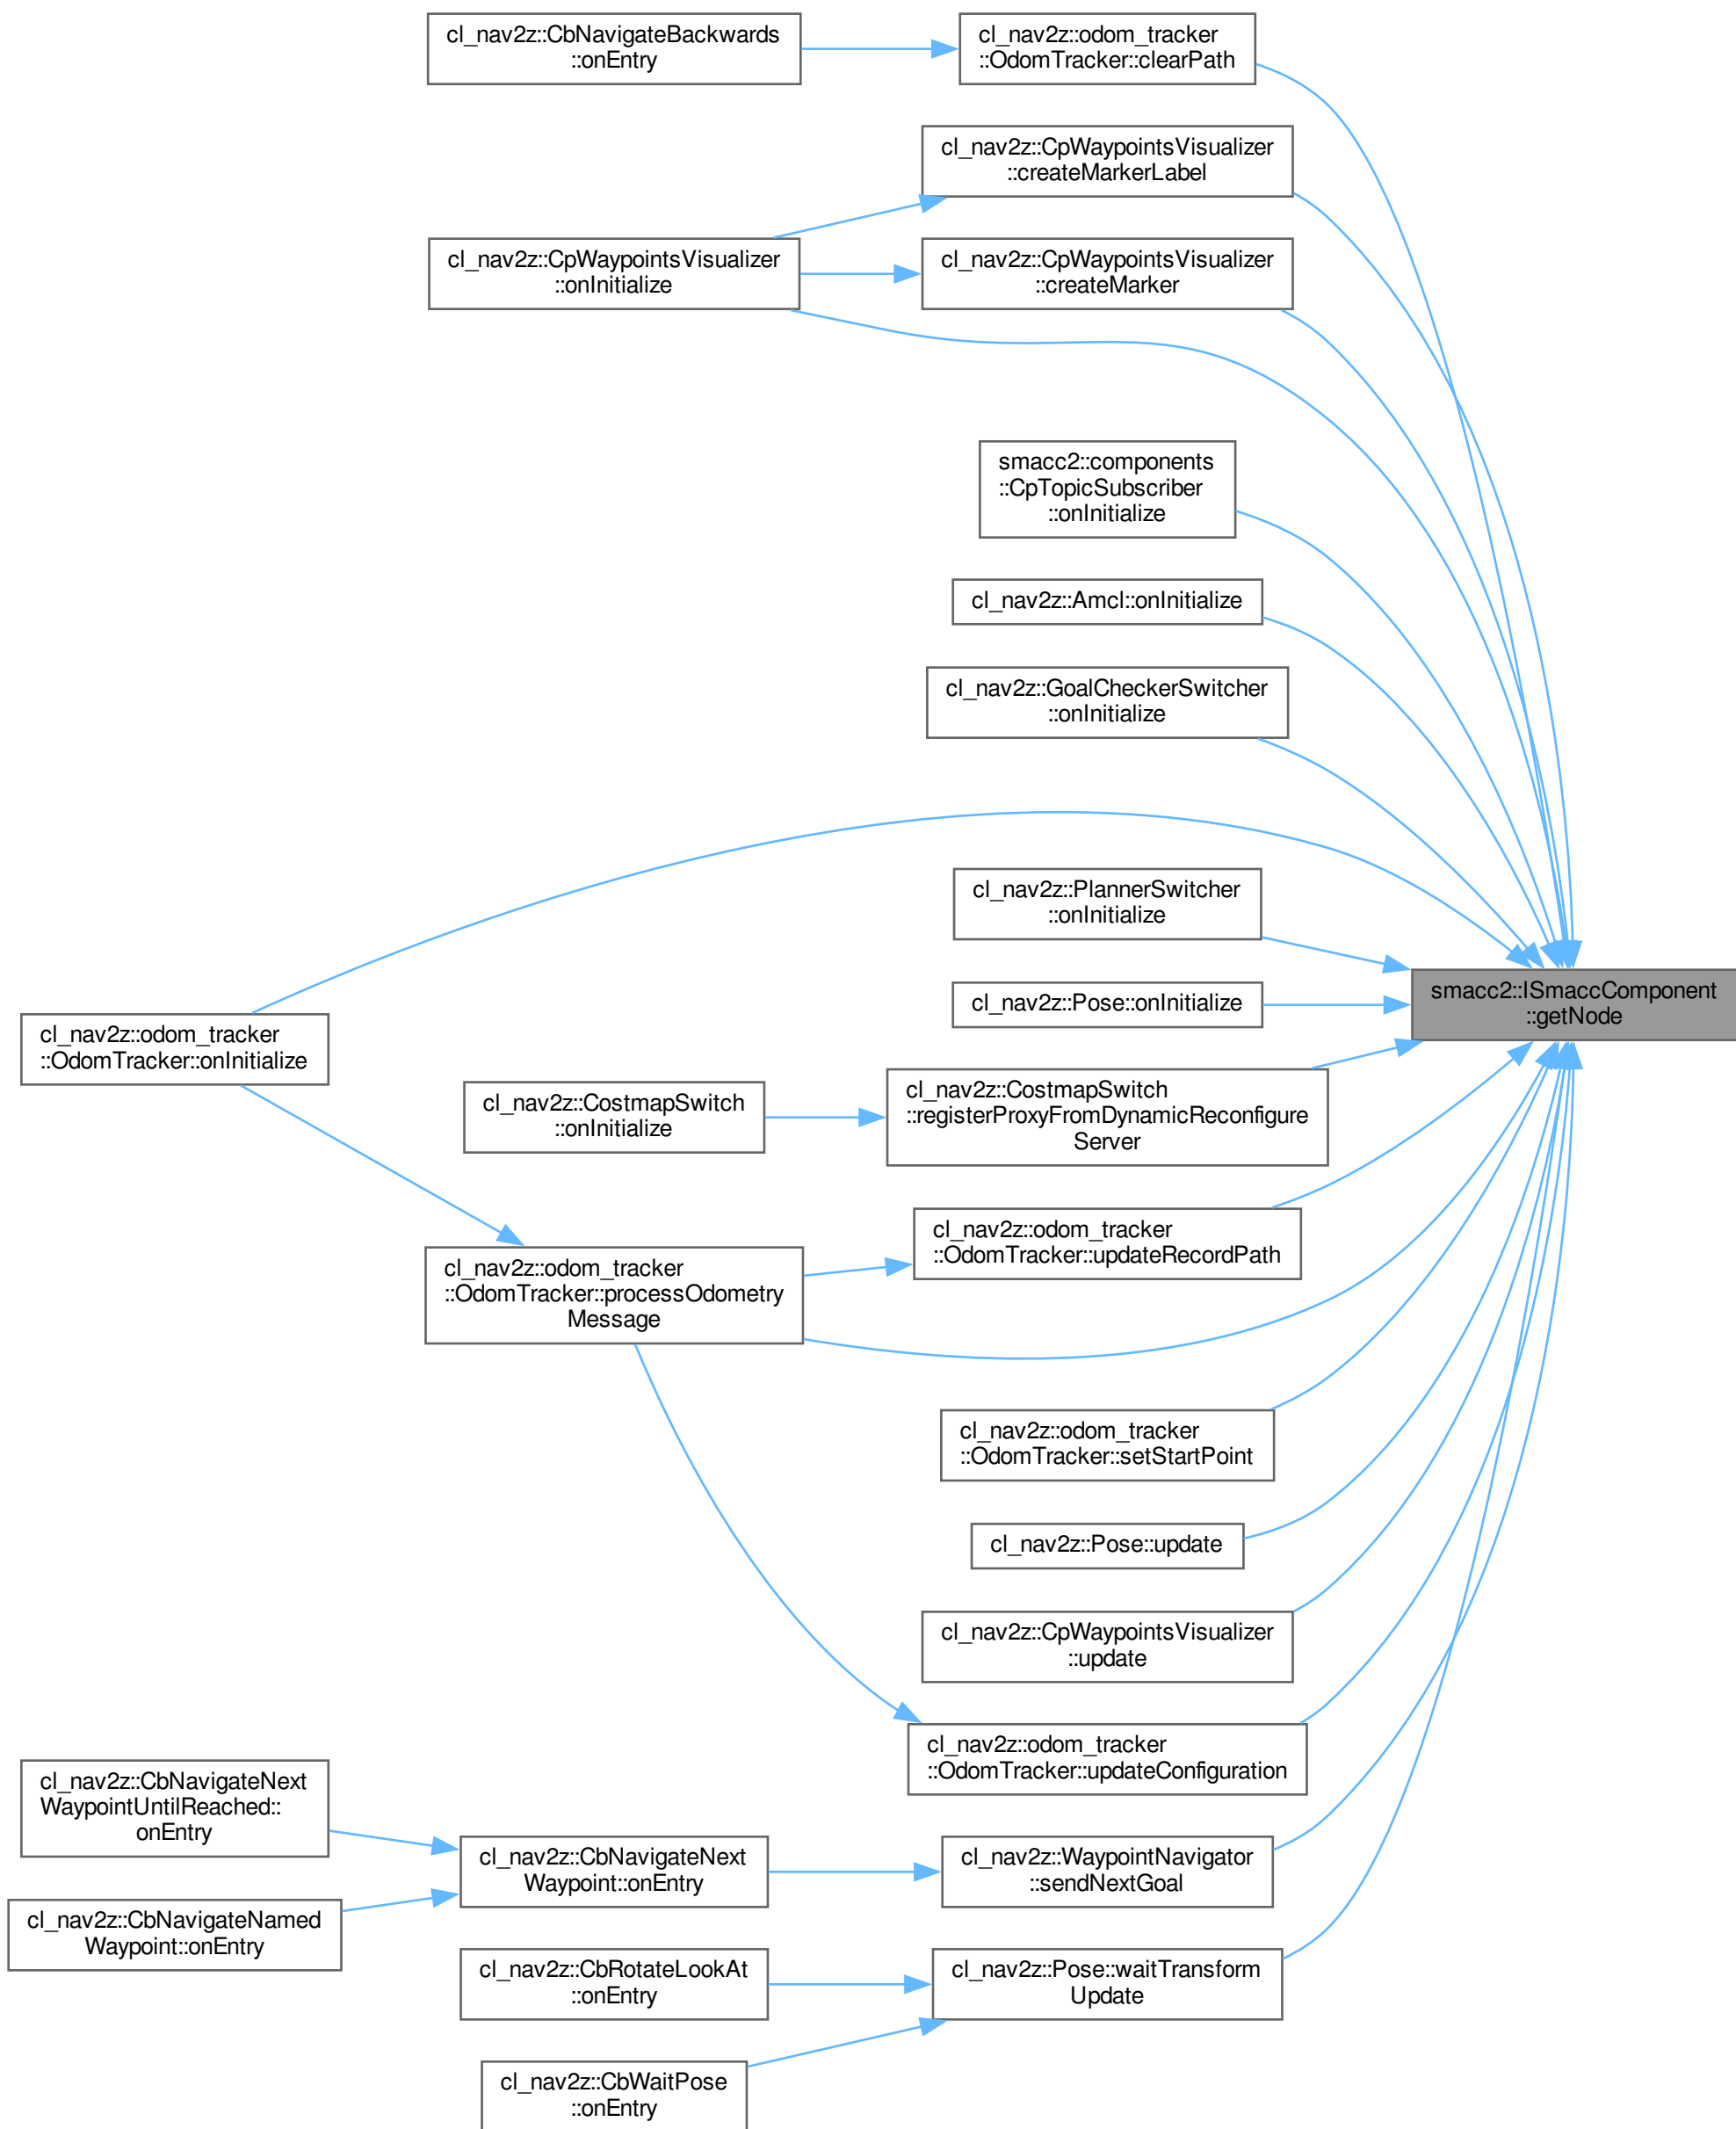 cl_nav2z::CbNavigateBackwards
::onEntry
cl_nav2z::odom_tracker
::OdomTracker::clearPath
cl_nav2z::CpWaypointsVisualizer
::createMarkerLabel
cl_nav2z::CpWaypointsVisualizer
::onInitialize
cl_nav2z::CpWaypointsVisualizer
::createMarker
smacc2::components
::CpTopicSubscriber
::onInitialize
cl_nav2z::Amcl::onInitialize
cl_nav2z::GoalCheckerSwitcher
::onInitialize
cl_nav2z::PlannerSwitcher
::onInitialize
cl_nav2z::Pose::onInitialize
smacc2::ISmaccComponent
::getNode
cl_nav2z::odom_tracker
::OdomTracker::onInitialize
cl_nav2z::CostmapSwitch
::onInitialize
cl_nav2z::CostmapSwitch
::registerProxyFromDynamicReconfigure
Server
cl_nav2z::odom_tracker
::OdomTracker::updateRecordPath
cl_nav2z::odom_tracker
::OdomTracker::processOdometry
Message
cl_nav2z::odom_tracker
::OdomTracker::setStartPoint
cl_nav2z::Pose::update
cl_nav2z::CpWaypointsVisualizer
::update
cl_nav2z::odom_tracker
::OdomTracker::updateConfiguration
cl_nav2z::CbNavigateNext
WaypointUntilReached::
onEntry
cl_nav2z::CbNavigateNext
Waypoint::onEntry
cl_nav2z::WaypointNavigator
::sendNextGoal
cl_nav2z::CbNavigateNamed
Waypoint::onEntry
cl_nav2z::CbRotateLookAt
::onEntry
cl_nav2z::Pose::waitTransform
Update
cl_nav2z::CbWaitPose
::onEntry